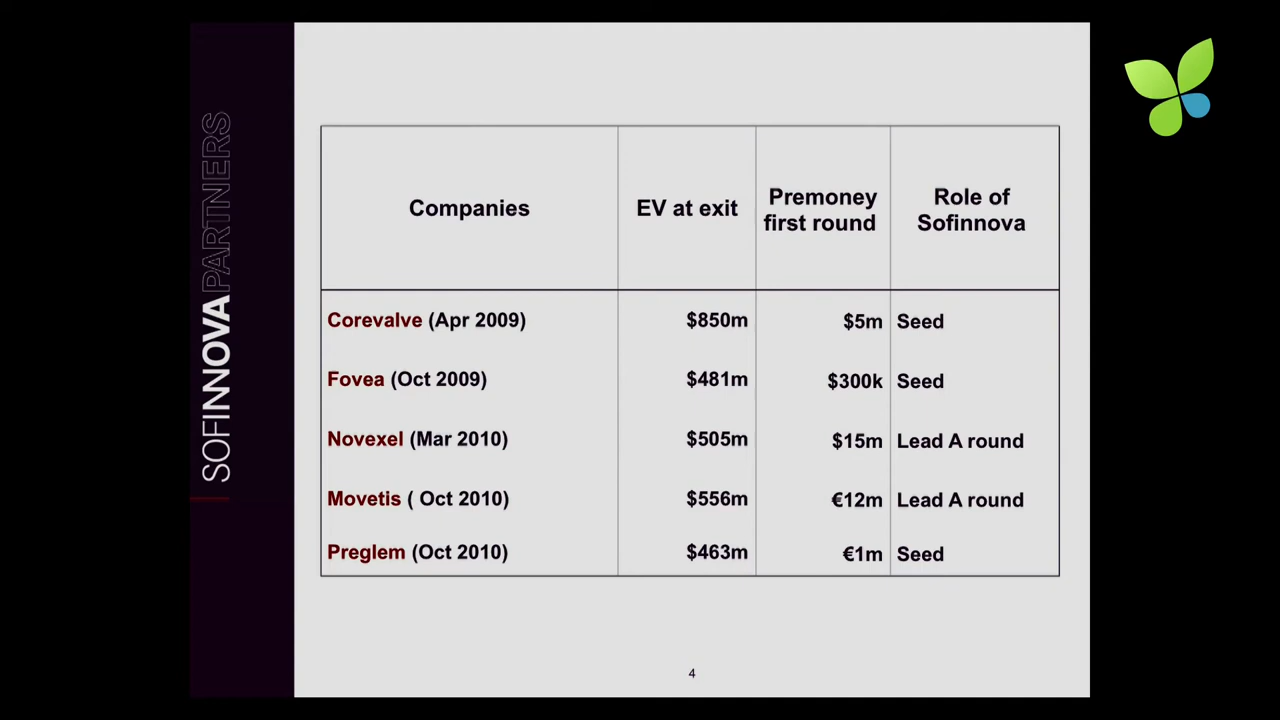 SOFINNOVAPARTNERS
Companies EV at exit Premoney first round Role of Sofinnova
Corevalve (Apr 2009) $850m $5m Seed
Fovea (Oct 2009) $481m $300k Seed
Novexel (Mar 2010) $505m $15m Lead A round
Movetis ( Oct 2010) $556m €12m Lead A round
Preglem (Oct 2010) $463m €1m Seed
4